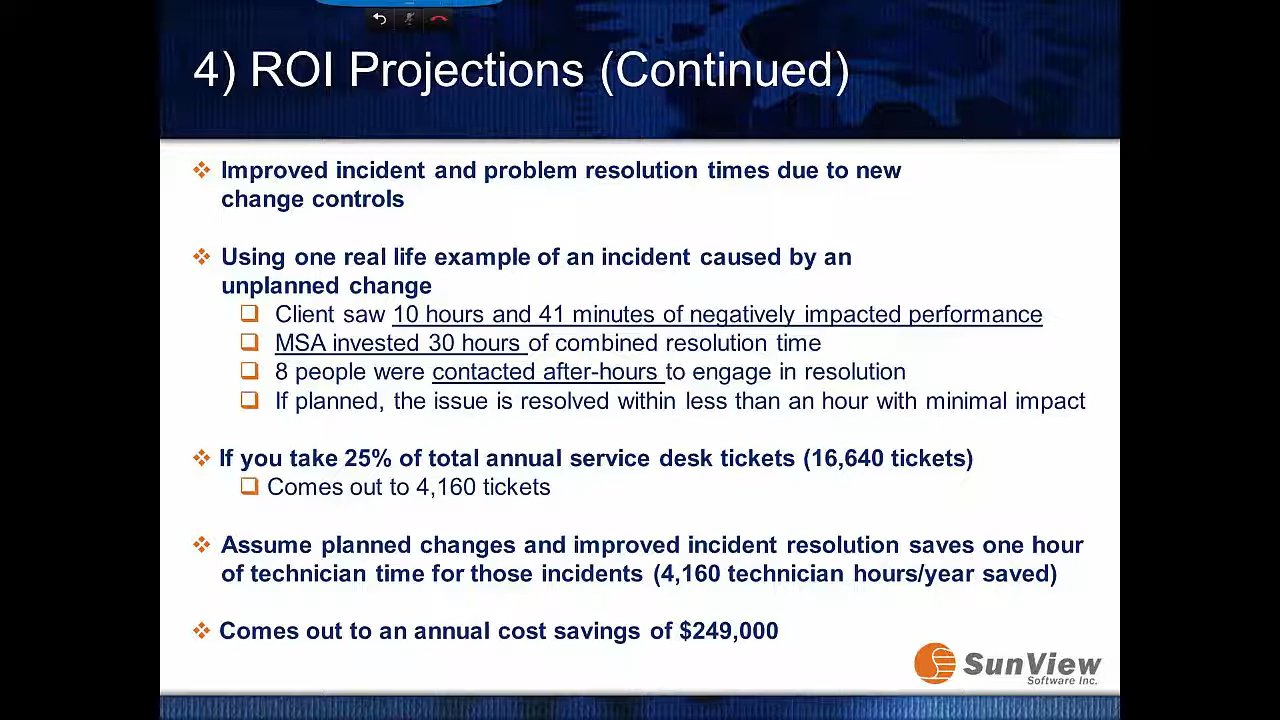 4) ROI Projections (Continued)
Improved incident and problem resolution times due to new
change controls
Using one real life example of an incident caused by an
unplanned change
Client saw 10 hours and 41 minutes of negatively impacted performance
MSA invested 30 hours of combined resolution time
8 people were contacted after-hours to engage in resolution
If planned, the issue is resolved within less than an hour with minimal impact
If you take 25% of total annual service desk tickets (16,640 tickets)
Comes out to 4,160 tickets
Assume planned changes and improved incident resolution saves one hour
of technician time for those incidents (4,160 technician hours/year saved)
Comes out to an annual cost savings of $249,000
SunView
Software Inc.